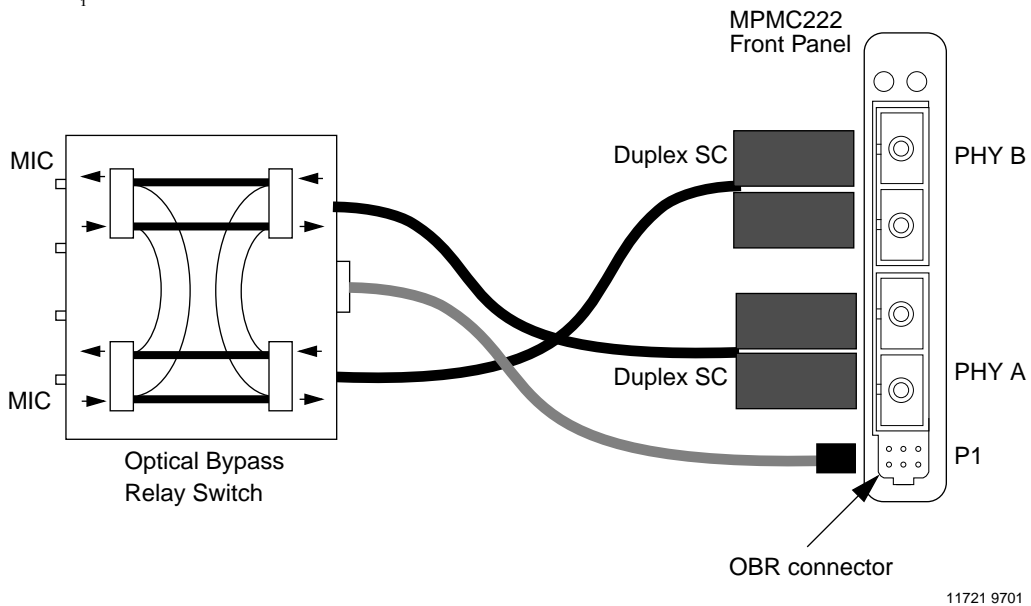 1
MPMC222
Front Panel
MIC
Duplex SC
PHY B
Duplex SC
PHY A
MIC
Optical Bypass
Relay Switch
P1
OBR connector
11721 9701